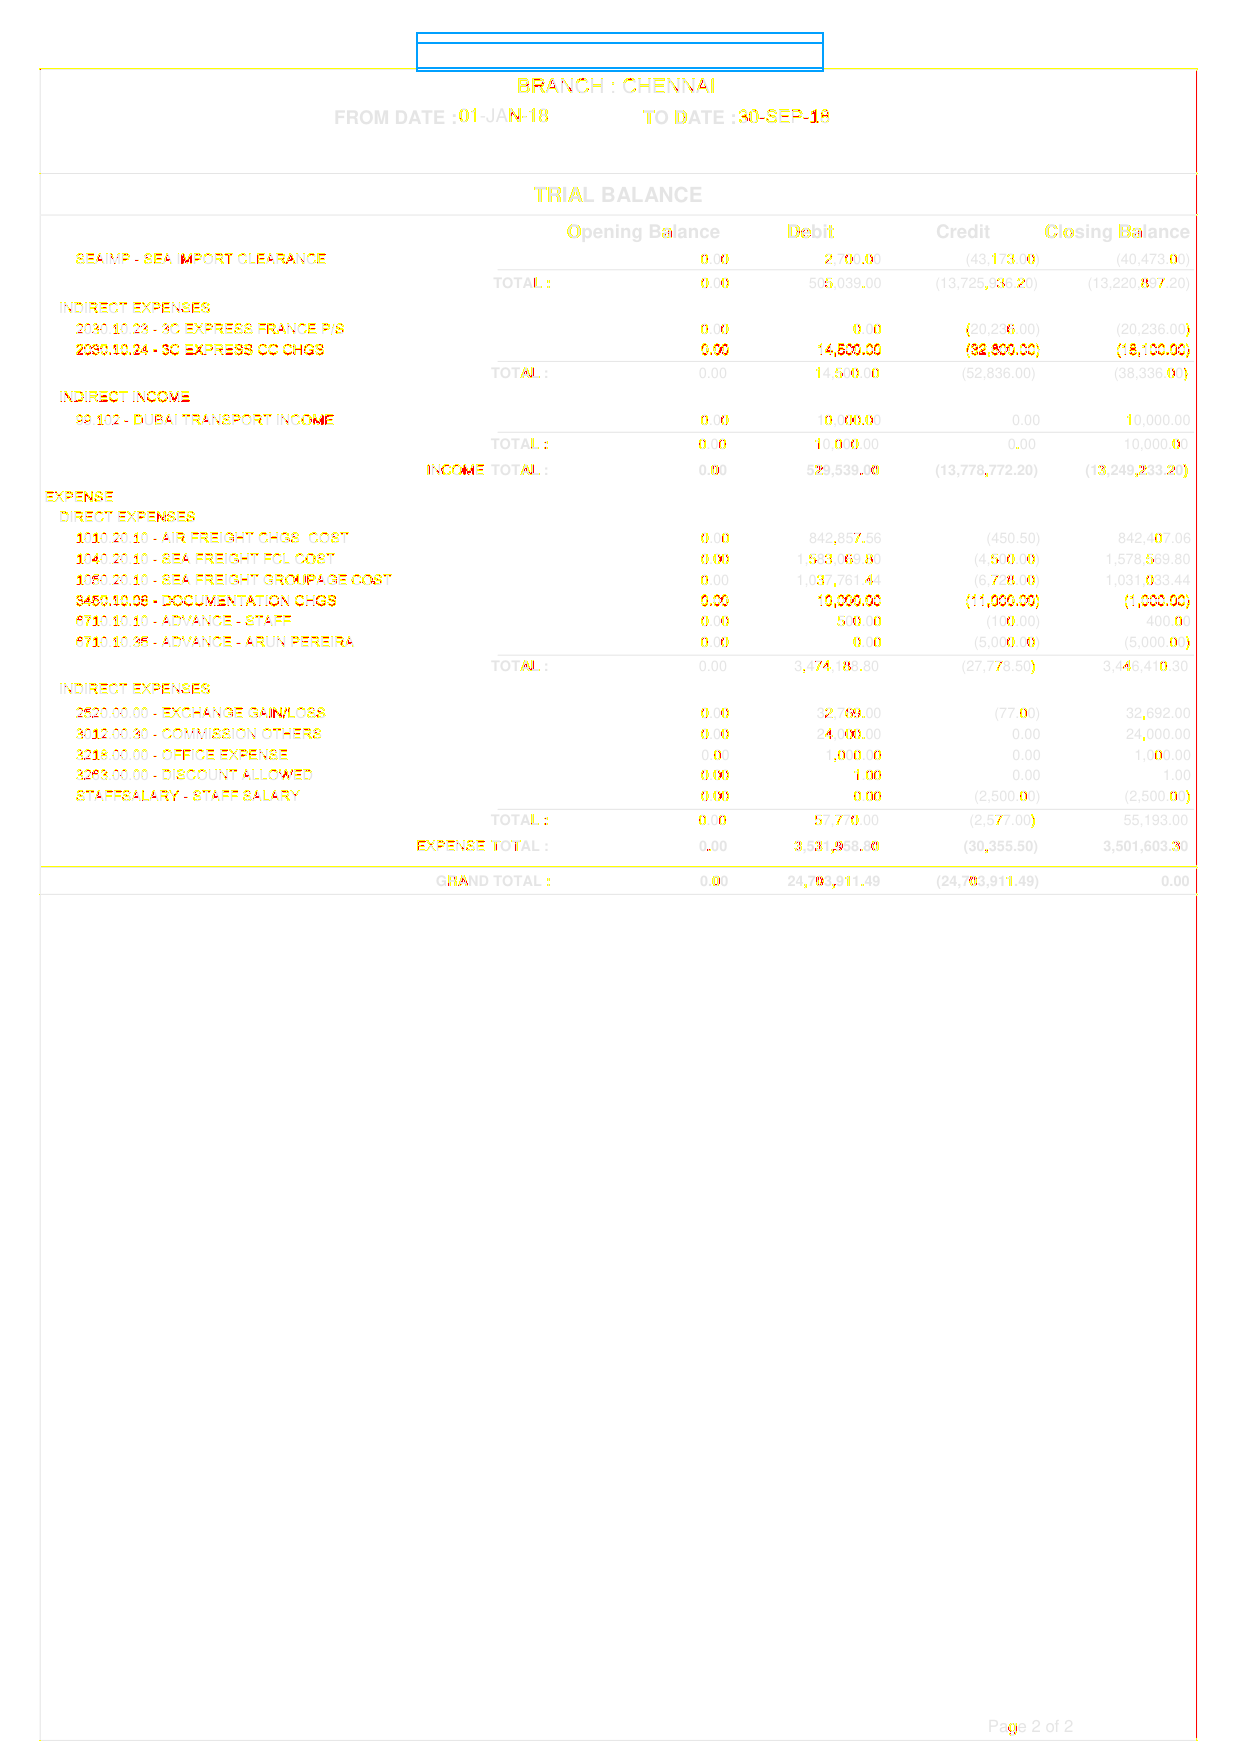 BRANCH : CHENNAI
FROM DATE : 01-JAN-18 TO DATE : 30-SEP-18
TRIAL BALANCE
Opening Balance Debit Credit Closing Balance
SEAIMP - SEA IMPORT CLEARANCE 0.00 2,700.00 (43,173.00) (40,473.00)
TOTAL : 0.00 505,039.00 (13,725,936.20) (13,220,897.20)
INDIRECT EXPENSES
2030.10.23 - 3C EXPRESS FRANCE P/S 0.00 0.00 (20,236.00) (20,236.00)
2030.10.24 - 3C EXPRESS CC CHGS 0.00 14,500.00 (32,600.00) (18,100.00)
TOTAL : 0.00 14,500.00 (52,836.00) (38,336.00)
INDIRECT INCOME
99.102 - DUBAI TRANSPORT INCOME 0.00 10,000.00 0.00 10,000.00
TOTAL : 0.00 10,000.00 0.00 10,000.00
INCOME TOTAL : 0.00 529,539.00 (13,778,772.20) (13,249,233.20)
EXPENSE
DIRECT EXPENSES
1010.20.10 - AIR FREIGHT CHGS COST 0.00 842,857.56 (450.50) 842,407.06
1040.20.10 - SEA FREIGHT FCL COST 0.00 1,583,069.80 (4,500.00) 1,578,569.80
1050.20.10 - SEA FREIGHT GROUPAGE COST 0.00 1,037,761.44 (6,728.00) 1,031,033.44
3450.10.08 - DOCUMENTATION CHGS 0.00 10,000.00 (11,000.00) (1,000.00)
6710.10.10 - ADVANCE - STAFF 0.00 500.00 (100.00) 400.00
6710.10.35 - ADVANCE - ARUN PEREIRA 0.00 0.00 (5,000.00) (5,000.00)
TOTAL : 0.00 3,474,188.80 (27,778.50) 3,446,410.30
INDIRECT EXPENSES
2520.00.00 - EXCHANGE GAIN/LOSS 0.00 32,769.00 (77.00) 32,692.00
3012.00.30 - COMMISSION OTHERS 0.00 24,000.00 0.00 24,000.00
3218.00.00 - OFFICE EXPENSE 0.00 1,000.00 0.00 1,000.00
3263.00.00 - DISCOUNT ALLOWED 0.00 1.00 0.00 1.00
STAFFSALARY - STAFF SALARY 0.00 0.00 (2,500.00) (2,500.00)
TOTAL : 0.00 57,770.00 (2,577.00) 55,193.00
EXPENSE TOTAL : 0.00 3,531,958.80 (30,355.50) 3,501,603.30
GRAND TOTAL : 0.00 0.00
Page 2 of 2